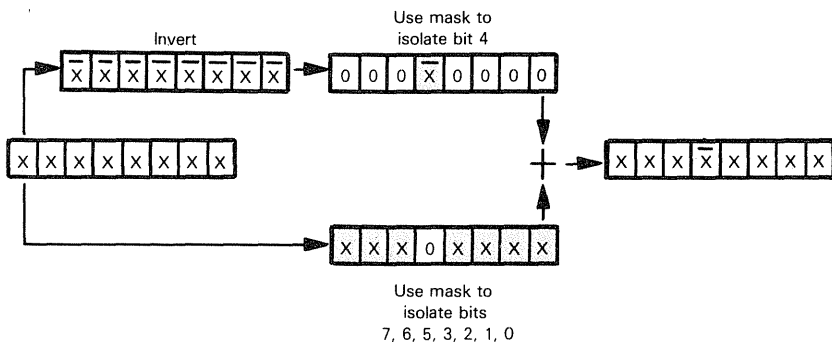 Use mask to
isolate bit 4
Invert
X̅ X̅ X̅ X̅ X̅ X̅ X̅ X̅
0 0 0 X̅ 0 0 0 0
X X X X X X X X
+
X X X X̅ X X X X
X X X 0 X X X X
Use mask to
isolate bits
7, 6, 5, 3, 2, 1, 0